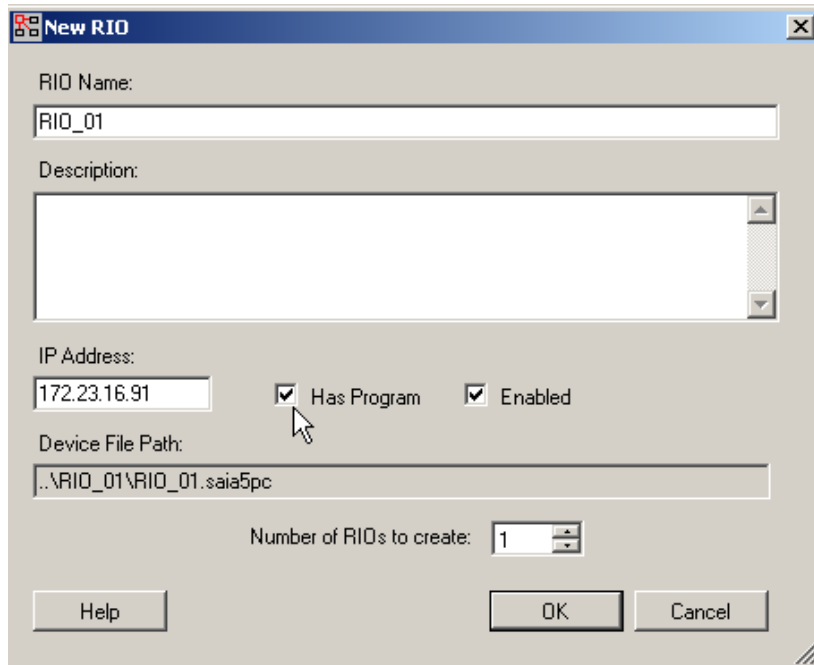 New RIO
RIO Name:
RIO_01
Description:
IP Address:
172.23.16.91
Has Program
Enabled
Device File Path:
..\RIO_01\RIO_01.saia5pc
Number of RIOs to create:
1
Help
OK
Cancel